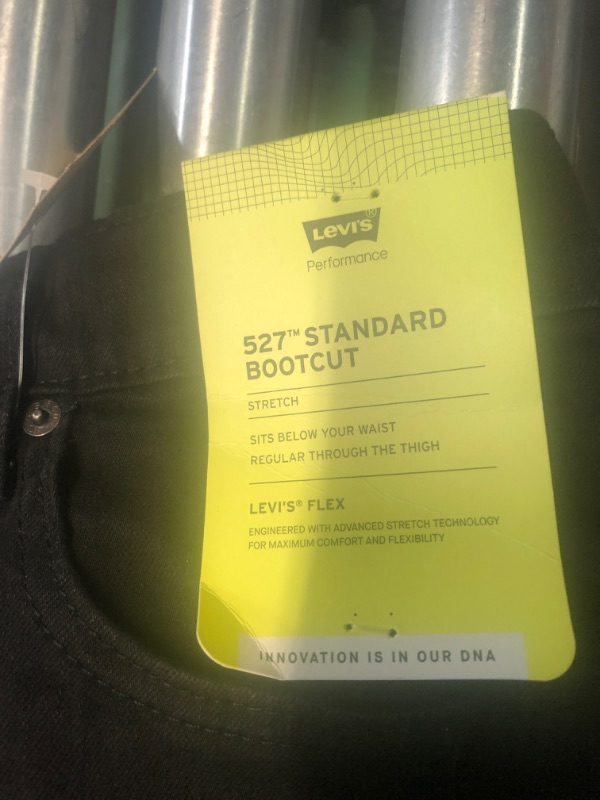 LEVI'S®
Performance
527™ STANDARD
BOOTCUT
STRETCH
SITS BELOW YOUR WAIST
REGULAR THROUGH THE THIGH
LEVI'S® FLEX
ENGINEERED WITH ADVANCED STRETCH TECHNOLOGY
FOR MAXIMUM COMFORT AND FLEXIBILITY
INNOVATION IS IN OUR DNA